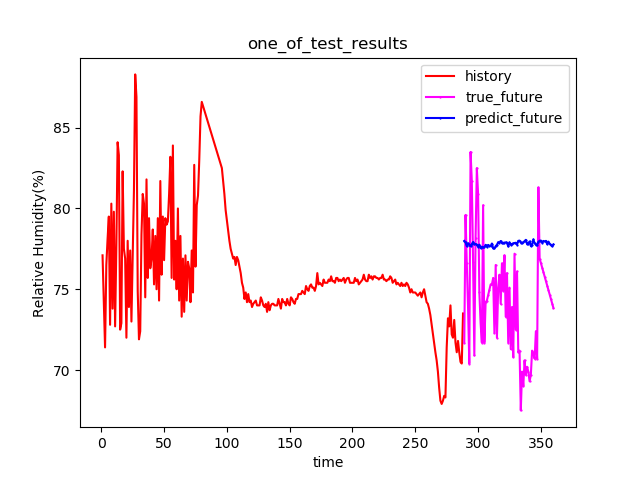 one_of_test_results
history
true_future
predict_future
Relative Humidity(%)
85
80
75
70
0
50
100
150
200
250
300
350
time